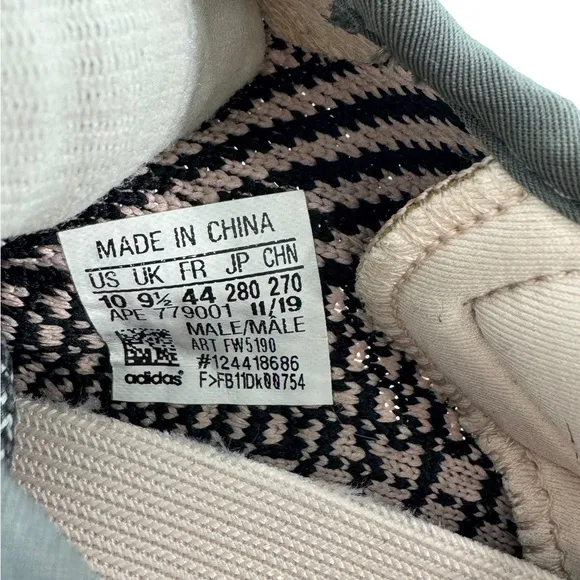 MADE IN CHINA
US UK FR JP CHN
10 9½ 44 280 270
APE 779001 11/19
MALE/MÂLE
ART FW5190
#124418686
adidas® F>FB11Dk00754